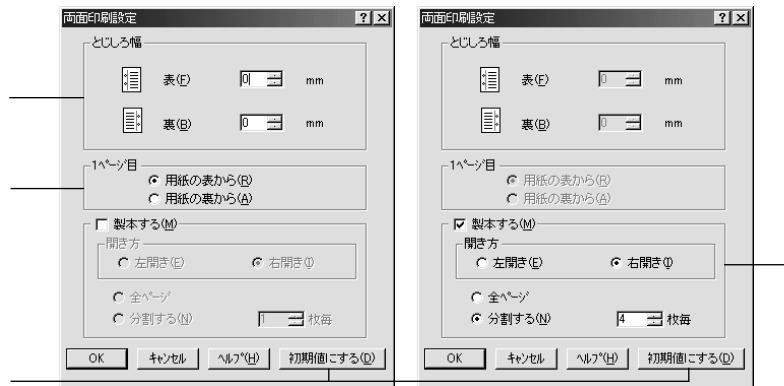 両面印刷設定
とじしろ幅
表(F) 0 mm
裏(B) 0 mm
1ページ目
用紙の表から(R)
用紙の裏から(A)
製本する(M)
開き方
左開き(E) 右開き(I)
全ページ
分割する(N) 1 枚毎
OK キャンセル ヘルプ(H) 初期値にする(D)
両面印刷設定
とじしろ幅
表(F) 0 mm
裏(B) 0 mm
1ページ目
用紙の表から(R)
用紙の裏から(A)
製本する(M)
開き方
左開き(E) 右開き(I)
全ページ
分割する(N) 4 枚毎
OK キャンセル ヘルプ(H) 初期値にする(D)